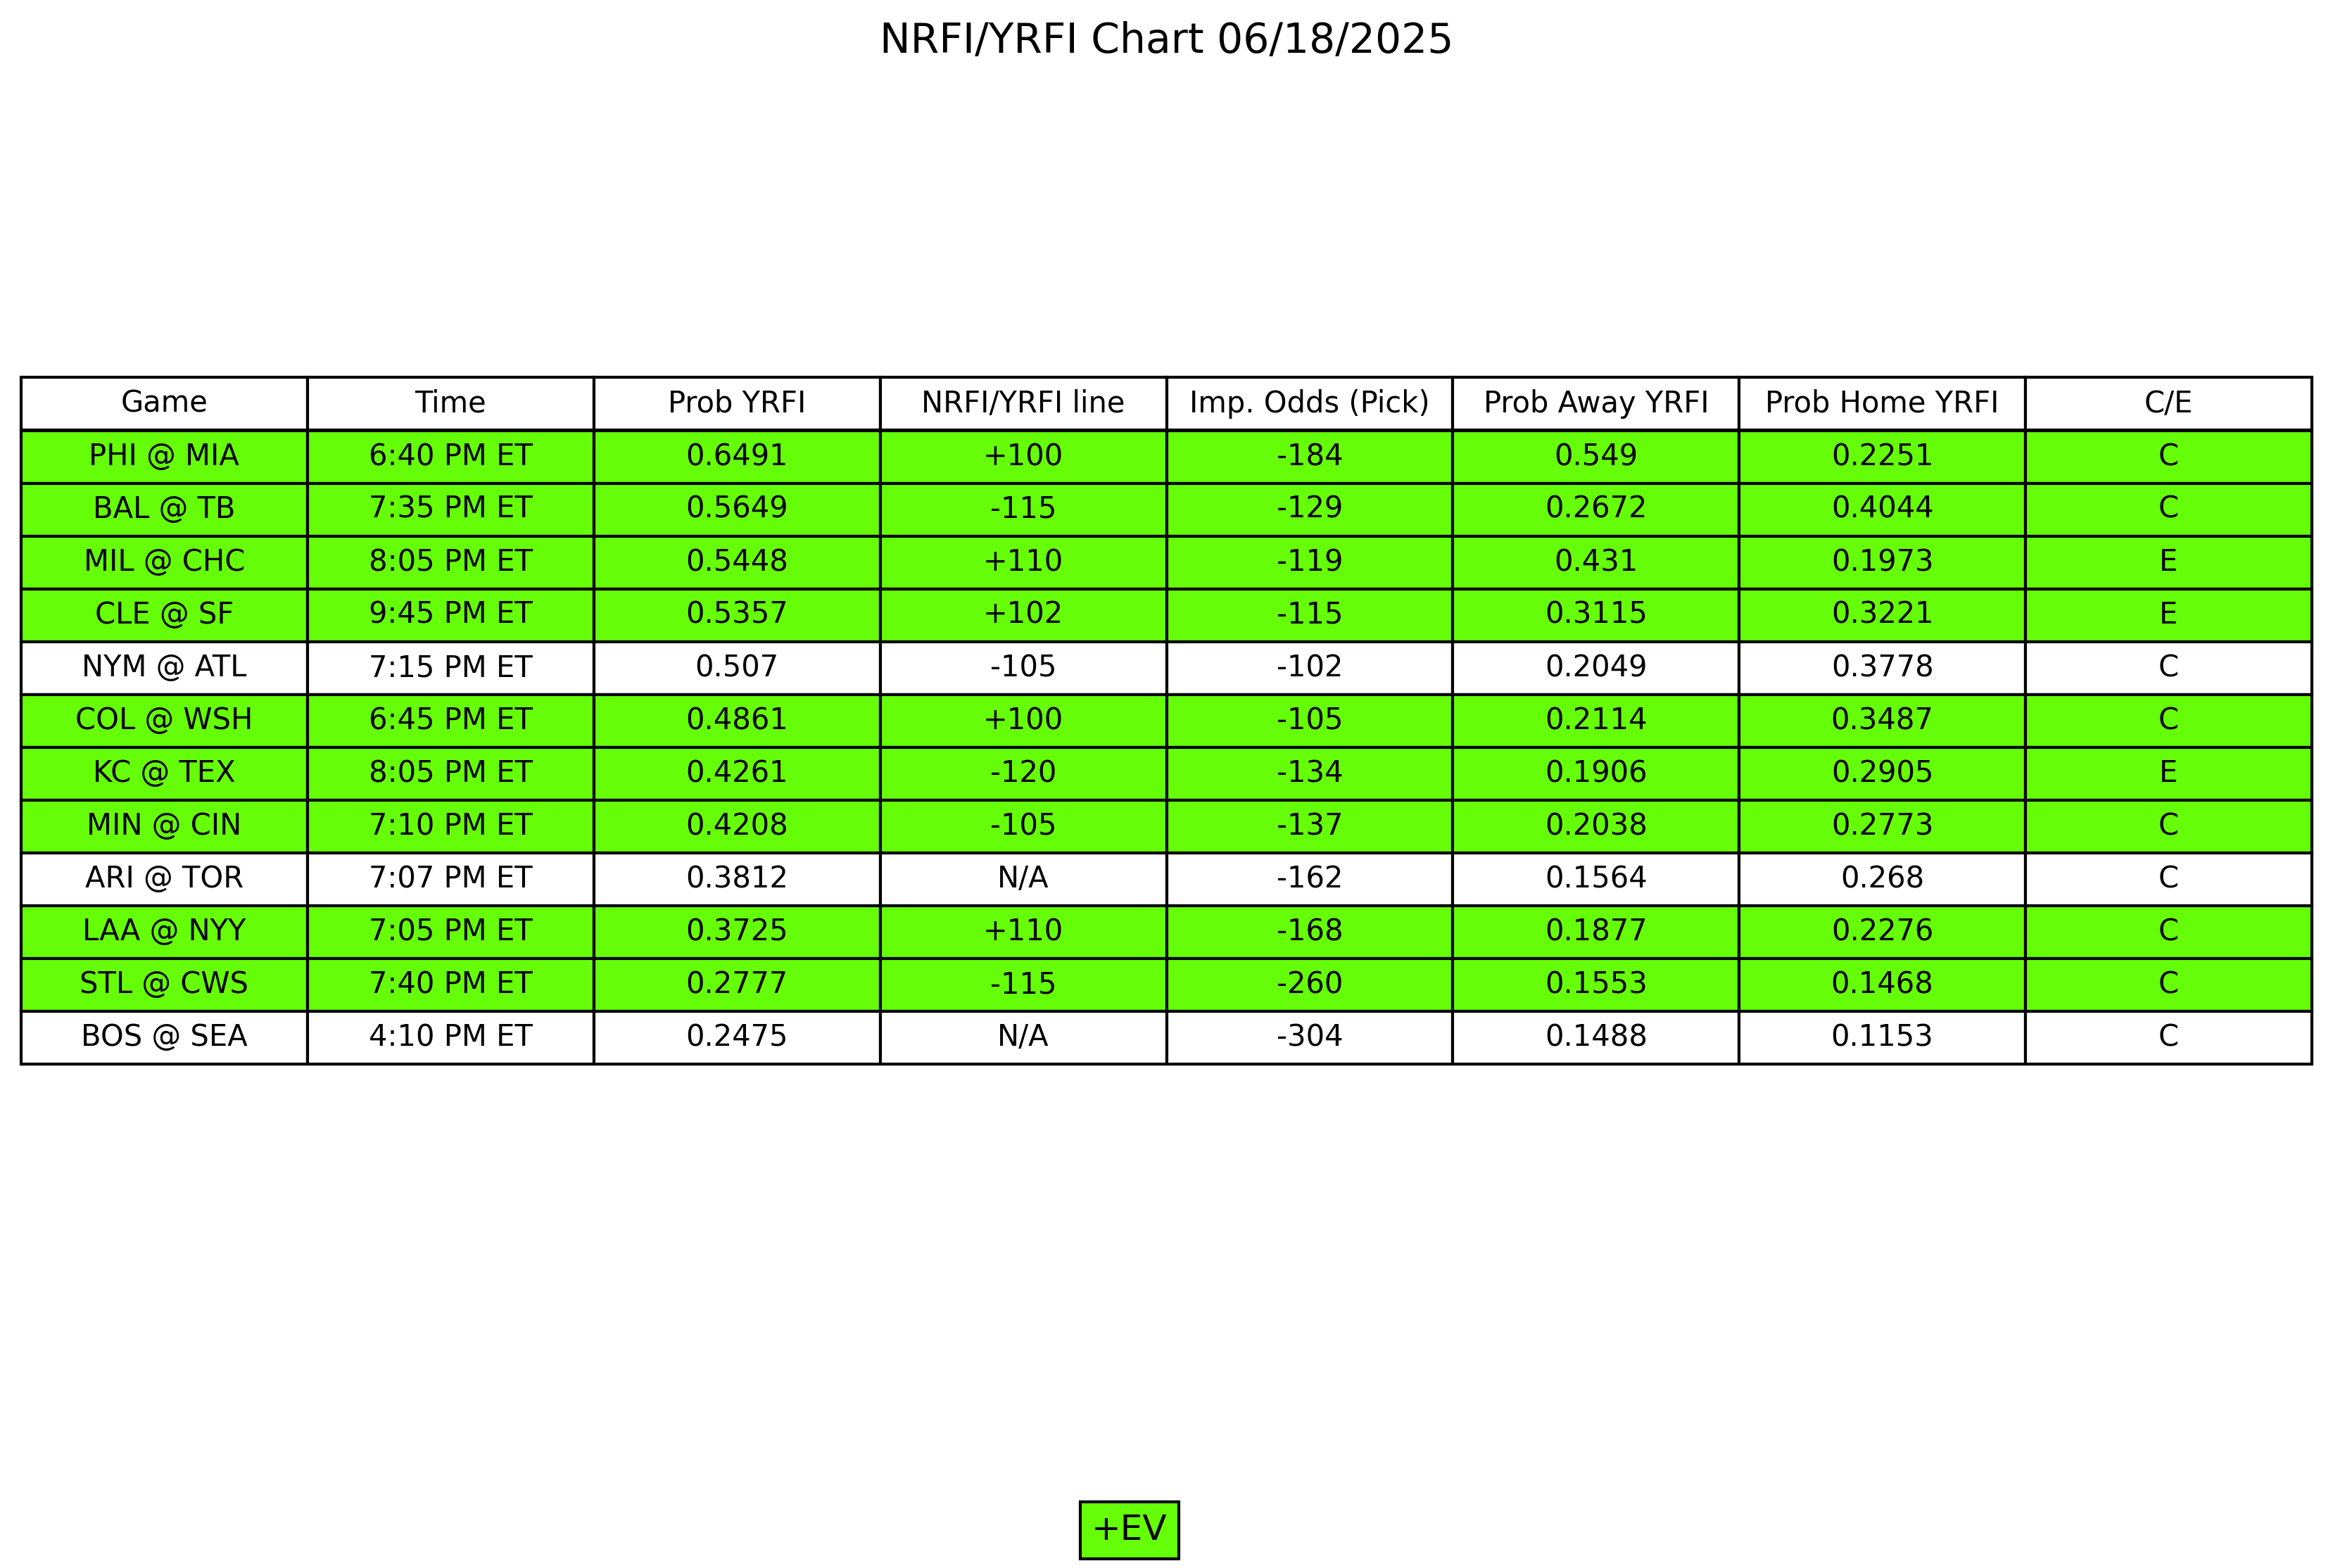 NRFI/YRFI Chart 06/18/2025
Game Time Prob YRFI NRFI/YRFI line Imp. Odds (Pick) Prob Away YRFI Prob Home YRFI C/E
PHI @ MIA 6:40 PM ET 0.6491 +100 -184 0.549 0.2251 C
BAL @ TB 7:35 PM ET 0.5649 -115 -129 0.2672 0.4044 C
MIL @ CHC 8:05 PM ET 0.5448 +110 -119 0.431 0.1973 E
CLE @ SF 9:45 PM ET 0.5357 +102 -115 0.3115 0.3221 E
NYM @ ATL 7:15 PM ET 0.507 -105 -102 0.2049 0.3778 C
COL @ WSH 6:45 PM ET 0.4861 +100 -105 0.2114 0.3487 C
KC @ TEX 8:05 PM ET 0.4261 -120 -134 0.1906 0.2905 E
MIN @ CIN 7:10 PM ET 0.4208 -105 -137 0.2038 0.2773 C
ARI @ TOR 7:07 PM ET 0.3812 N/A -162 0.1564 0.268 C
LAA @ NYY 7:05 PM ET 0.3725 +110 -168 0.1877 0.2276 C
STL @ CWS 7:40 PM ET 0.2777 -115 -260 0.1553 0.1468 C
BOS @ SEA 4:10 PM ET 0.2475 N/A -304 0.1488 0.1153 C
+EV